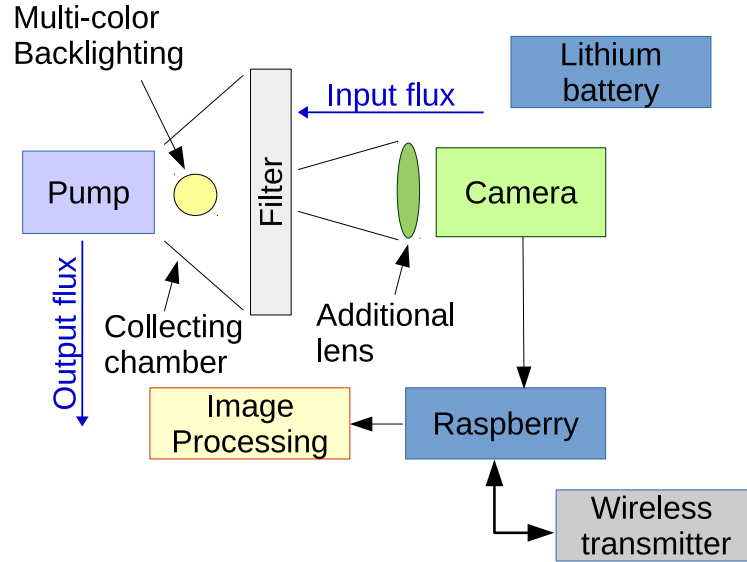 Multi-color
Backlighting
Lithium
battery
Input flux
Pump
Filter
Camera
Output flux
Collecting
chamber
Additional
lens
Image
Processing
Raspberry
Wireless
transmitter